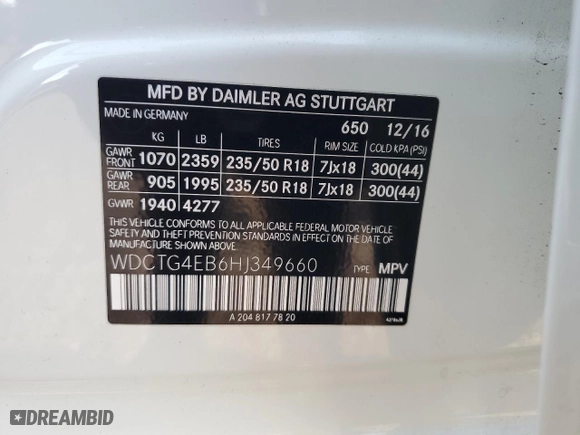 MFD BY DAIMLER AG STUTTGART
MADE IN GERMANY
650 12/16
KG LB TIRES RIM SIZE COLD KPA (PSI)
GAWR FRONT 1070 2359 235/50 R18 7Jx18 300(44)
GAWR REAR 905 1995 235/50 R18 7Jx18 300(44)
GVWR 1940 4277
THIS VEHICLE CONFORMS TO ALL APPLICABLE FEDERAL MOTOR VEHICLE
SAFETY AND THEFT PREVENTION STANDARDS IN EFFECT ON THE DATE
OF MANUFACTURE SHOWN ABOVE.
WDCTG4EB6HJ349660 TYPE MPV
A 204 817 78 20
DREAMBID